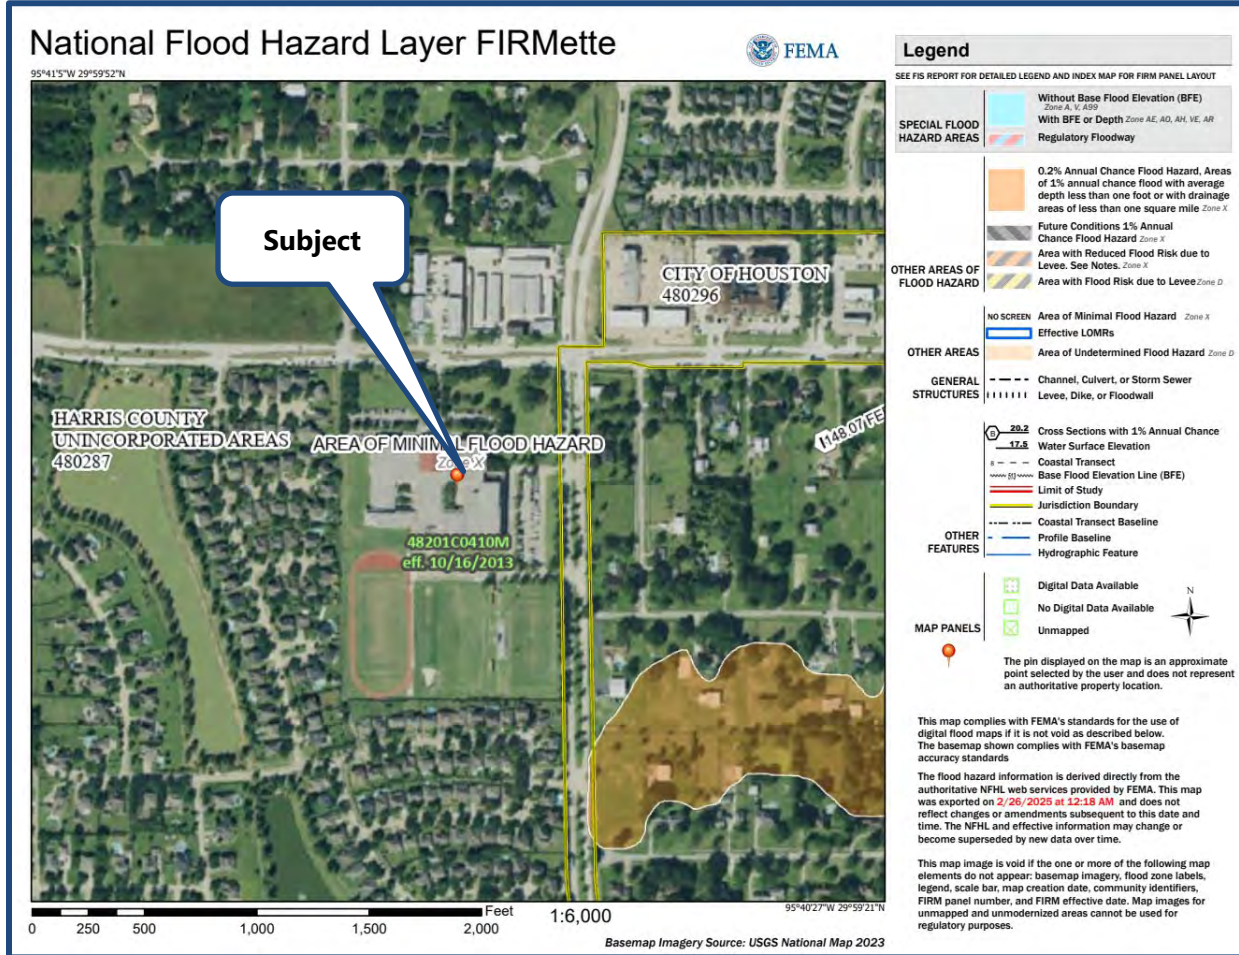 National Flood Hazard Layer FIRMette
FEMA
95°41'5"W 29°59'52"N
Subject
CITY OF HOUSTON
480296
HARRIS COUNTY
UNINCORPORATED AREAS
480287
AREA OF MINIMAL FLOOD HAZARD
Zone X
148.07 FE
48201C0410M
eff. 10/16/2013
Feet
0 250 500 1,000 1,500 2,000
1:6,000
95°40'27"W 29°59'21"N
Basemap Imagery Source: USGS National Map 2023
Legend
SEE FIS REPORT FOR DETAILED LEGEND AND INDEX MAP FOR FIRM PANEL LAYOUT
SPECIAL FLOOD
HAZARD AREAS
Without Base Flood Elevation (BFE)
Zone A, V, A99
With BFE or Depth Zone AE, AO, AH, VE, AR
Regulatory Floodway
0.2% Annual Chance Flood Hazard, Areas
of 1% annual chance flood with average
depth less than one foot or with drainage
areas of less than one square mile Zone X
Future Conditions 1% Annual
Chance Flood Hazard Zone X
Area with Reduced Flood Risk due to
Levee. See Notes. Zone X
Area with Flood Risk due to Levee Zone D
OTHER AREAS OF
FLOOD HAZARD
NO SCREEN Area of Minimal Flood Hazard Zone X
Effective LOMRs
OTHER AREAS
Area of Undetermined Flood Hazard Zone D
GENERAL
STRUCTURES
Channel, Culvert, or Storm Sewer
Levee, Dike, or Floodwall
B 20.2 Cross Sections with 1% Annual Chance
17.5 Water Surface Elevation
8 Coastal Transect
513 Base Flood Elevation Line (BFE)
Limit of Study
Jurisdiction Boundary
Coastal Transect Baseline
OTHER
FEATURES
Profile Baseline
Hydrographic Feature
Digital Data Available
No Digital Data Available
Unmapped
MAP PANELS
N
The pin displayed on the map is an approximate
point selected by the user and does not represent
an authoritative property location.
This map complies with FEMA's standards for the use of
digital flood maps if it is not void as described below.
The basemap shown complies with FEMA's basemap
accuracy standards
The flood hazard information is derived directly from the
authoritative NFHL web services provided by FEMA. This map
was exported on 2/26/2025 at 12:18 AM and does not
reflect changes or amendments subsequent to this date and
time. The NFHL and effective information may change or
become superseded by new data over time.
This map image is void if the one or more of the following map
elements do not appear: basemap imagery, flood zone labels,
legend, scale bar, map creation date, community identifiers,
FIRM panel number, and FIRM effective date. Map images for
unmapped and unmodernized areas cannot be used for
regulatory purposes.